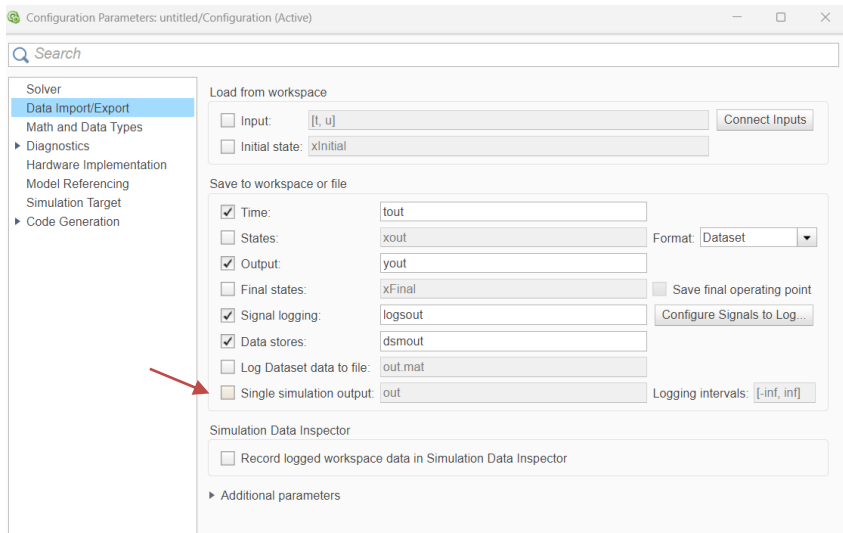 Configuration Parameters: untitled/Configuration (Active)
Search
Solver
Data Import/Export
Math and Data Types
Diagnostics
Hardware Implementation
Model Referencing
Simulation Target
Code Generation
Load from workspace
Input: [t, u] Connect Inputs
Initial state: xInitial
Save to workspace or file
Time: tout
States: xout Format: Dataset
Output: yout
Final states: xFinal Save final operating point
Signal logging: logsout Configure Signals to Log...
Data stores: dsmout
Log Dataset data to file: out.mat
Single simulation output: out Logging intervals: [-inf, inf]
Simulation Data Inspector
Record logged workspace data in Simulation Data Inspector
Additional parameters